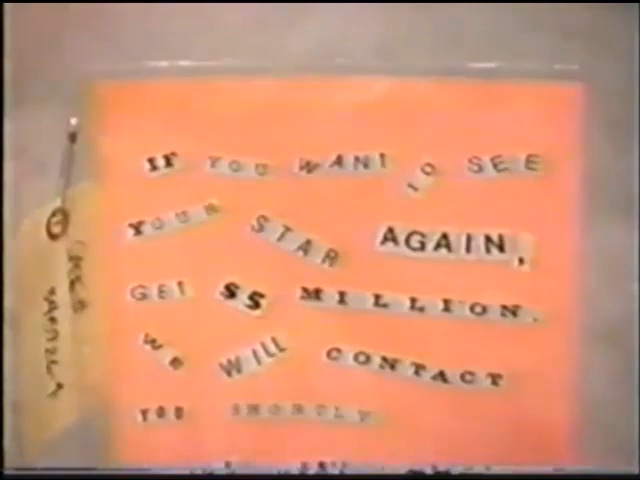 IF YOU WANT TO SEE
YOUR STAR AGAIN,
GET $5 MILLION.
WE WILL CONTACT
YOU SHORTLY